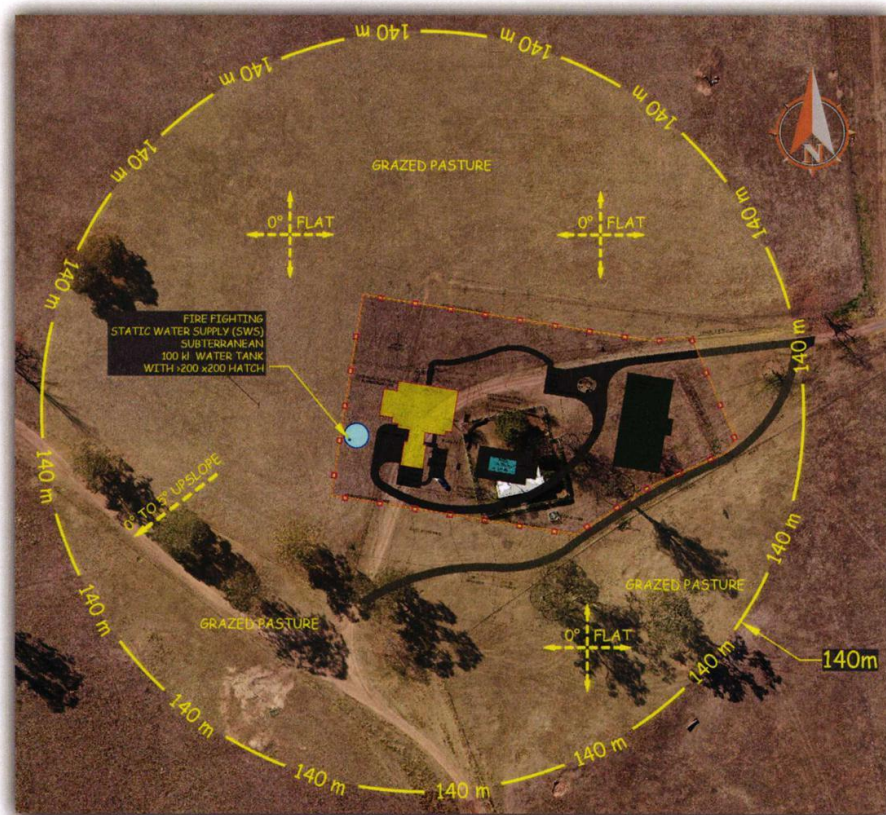 140 m
140 m
140 m
140 m
140 m
GRAZED PASTURE
N
140 m
0° FLAT
0° FLAT
140 m
FIRE FIGHTING
STATIC WATER SUPPLY (SWS)
SUBTERRANEAN
100 kl WATER TANK
WITH >200 x200 HATCH
140 m
140 m
0° TO 5° UPSLOPE
140 m
140 m
GRAZED PASTURE
GRAZED PASTURE
0° FLAT
140 m
140m
140 m
140 m
140 m
140 m